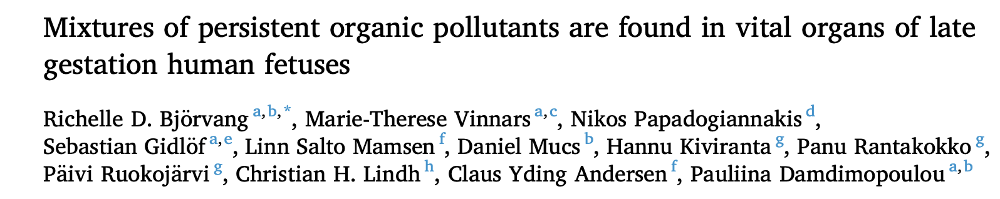 Mixtures of persistent organic pollutants are found in vital organs of late
gestation human fetuses
Richelle D. Björvang a,b,*, Marie-Therese Vinnars a,c, Nikos Papadogiannakis d,
Sebastian Gidlöf a,e, Linn Salto Mamsen f, Daniel Mucs b, Hannu Kiviranta g, Panu Rantakokko g,
Päivi Ruokojärvi g, Christian H. Lindh h, Claus Yding Andersen f, Pauliina Damdimopoulou a,b